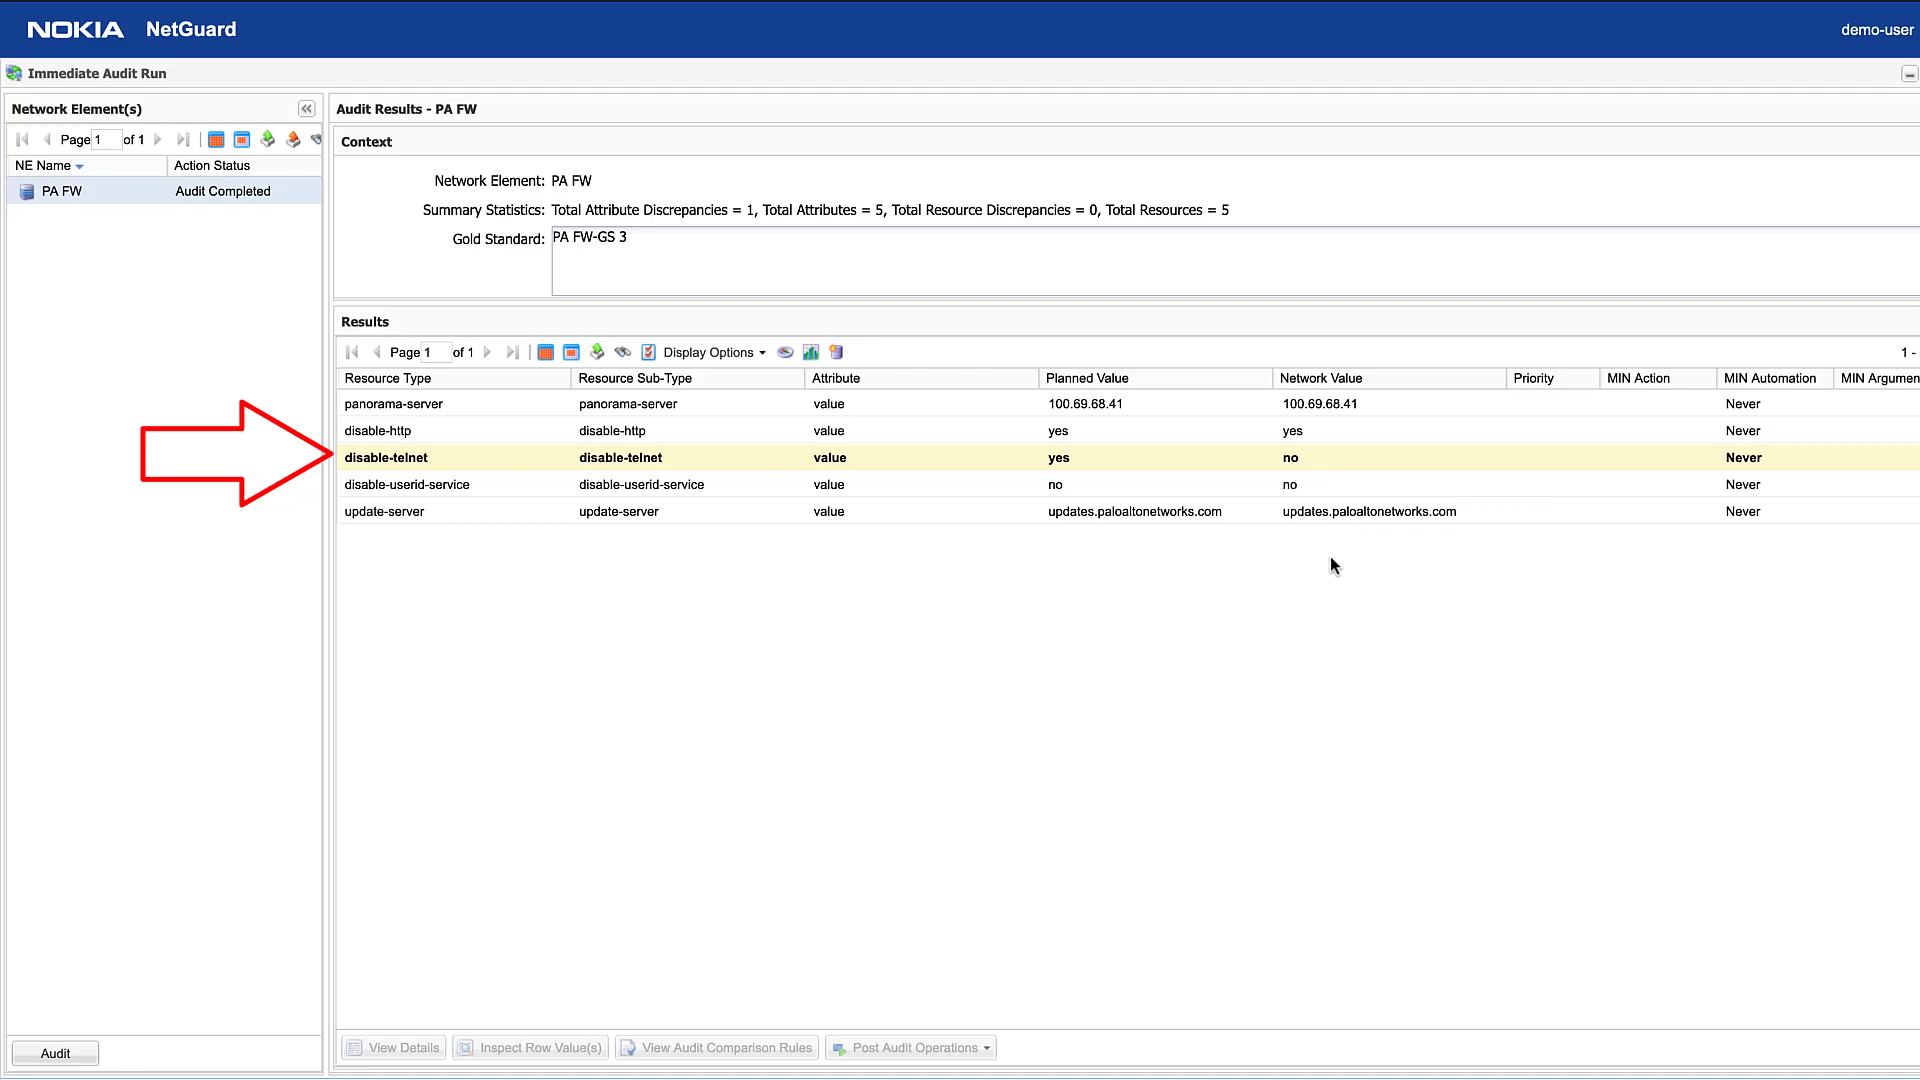 NOKIA NetGuard demo-user
Immediate Audit Run
Network Element(s)
Page 1 of 1
NE Name Action Status
PA FW Audit Completed
Audit
Audit Results - PA FW
Context
Network Element: PA FW
Summary Statistics: Total Attribute Discrepancies = 1, Total Attributes = 5, Total Resource Discrepancies = 0, Total Resources = 5
Gold Standard: PA FW-GS 3
Results
Page 1 of 1 Display Options 1 -
Resource Type Resource Sub-Type Attribute Planned Value Network Value Priority MIN Action MIN Automation MIN Argumen
panorama-server panorama-server value 100.69.68.41 100.69.68.41 Never
disable-http disable-http value yes yes Never
disable-telnet disable-telnet value yes no Never
disable-userid-service disable-userid-service value no no Never
update-server update-server value updates.paloaltonetworks.com updates.paloaltonetworks.com Never
View Details Inspect Row Value(s) View Audit Comparison Rules Post Audit Operations